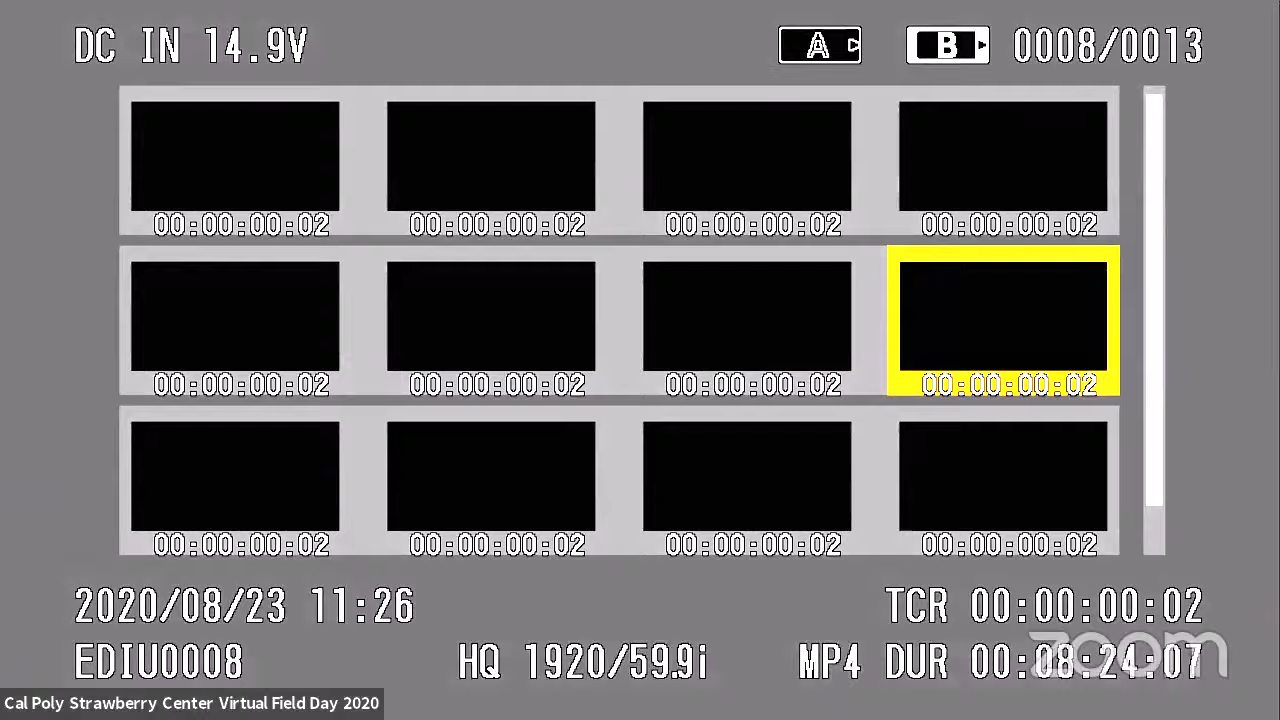 DC IN 14.9V A B 0008/0013
00:00:00:02 00:00:00:02 00:00:00:02 00:00:00:02
00:00:00:02 00:00:00:02 00:00:00:02 00:00:00:02
00:00:00:02 00:00:00:02 00:00:00:02 00:00:00:02
2020/08/23 11:26 TCR 00:00:00:02
EDIU0008 HQ 1920/59.9i MP4 DUR 00:08:24:07
zoom
Cal Poly Strawberry Center Virtual Field Day 2020